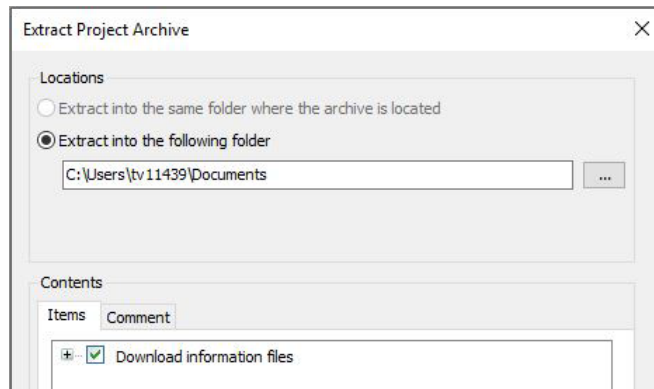 Extract Project Archive
Locations
Extract into the same folder where the archive is located
Extract into the following folder
C:\Users\tv11439\Documents
...
Contents
Items Comment
Download information files